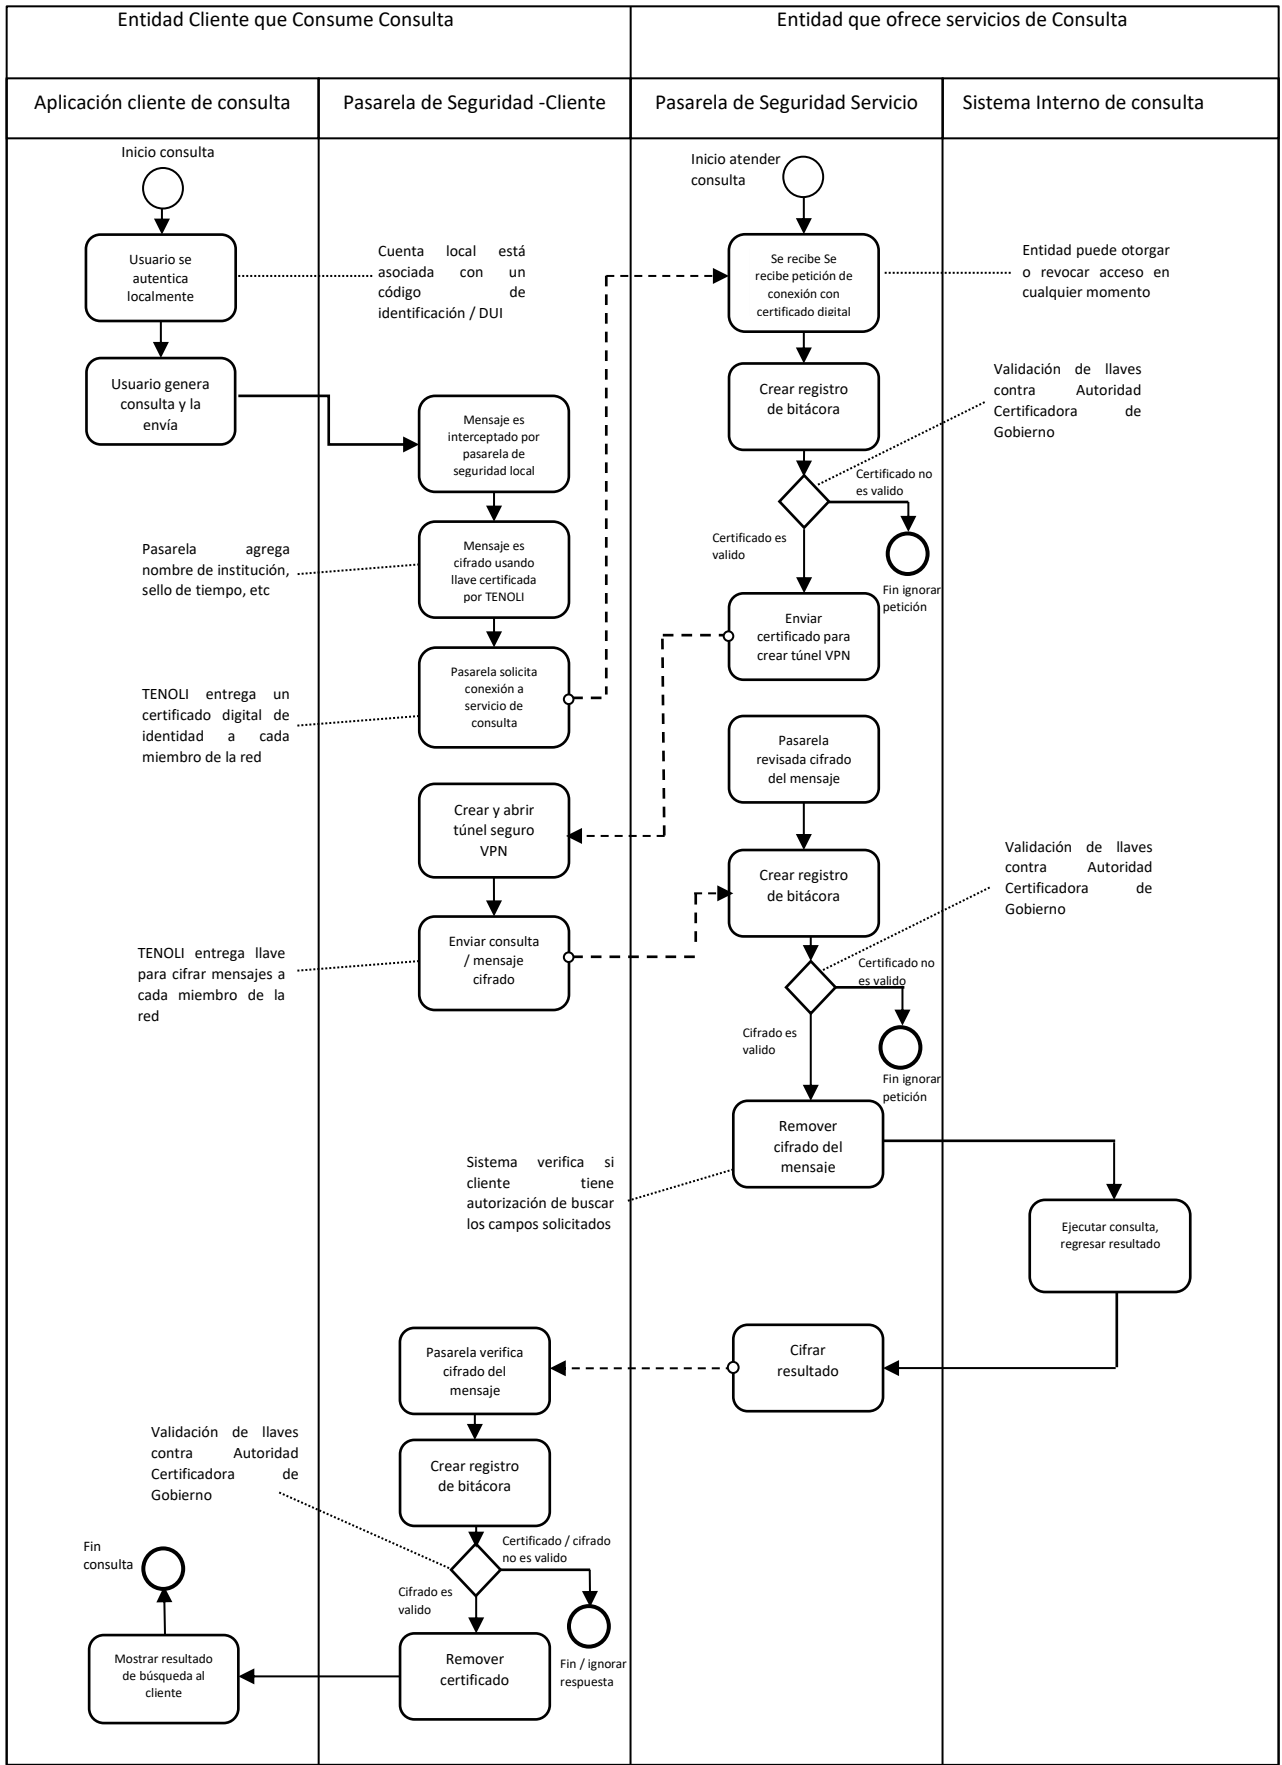 Entidad Cliente que Consume Consulta
Entidad que ofrece servicios de Consulta
Aplicación cliente de consulta
Pasarela de Seguridad -Cliente
Pasarela de Seguridad Servicio
Sistema Interno de consulta
Inicio consulta
Usuario se
autentica
localmente
Cuenta local está
asociada con un
código de
identificación / DUI
Inicio atender
consulta
Se recibe Se
recibe petición de
conexión con
certificado digital
Entidad puede otorgar
o revocar acceso en
cualquier momento
Usuario genera
consulta y la
envía
Mensaje es
interceptado por
pasarela de
seguridad local
Crear registro
de bitácora
Validación de llaves
contra Autoridad
Certificadora de
Gobierno
Certificado no
es valido
Certificado es
valido
Fin ignorar
petición
Pasarela agrega
nombre de institución,
sello de tiempo, etc
Mensaje es
cifrado usando
llave certificada
por TENOLI
Enviar
certificado para
crear túnel VPN
TENOLI entrega un
certificado digital de
identidad a cada
miembro de la red
Pasarela solicita
conexión a
servicio de
consulta
Pasarela
revisada cifrado
del mensaje
Crear y abrir
túnel seguro
VPN
Crear registro
de bitácora
Validación de llaves
contra Autoridad
Certificadora de
Gobierno
TENOLI entrega llave
para cifrar mensajes a
cada miembro de la
red
Enviar consulta
/ mensaje
cifrado
Certificado no
es valido
Cifrado es
valido
Fin ignorar
petición
Remover
cifrado del
mensaje
Sistema verifica si
cliente tiene
autorización de buscar
los campos solicitados
Ejecutar consulta,
regresar resultado
Cifrar
resultado
Pasarela verifica
cifrado del
mensaje
Validación de llaves
contra Autoridad
Certificadora de
Gobierno
Crear registro
de bitácora
Certificado / cifrado
no es valido
Cifrado es
valido
Fin / ignorar
respuesta
Remover
certificado
Mostrar resultado
de búsqueda al
cliente
Fin
consulta